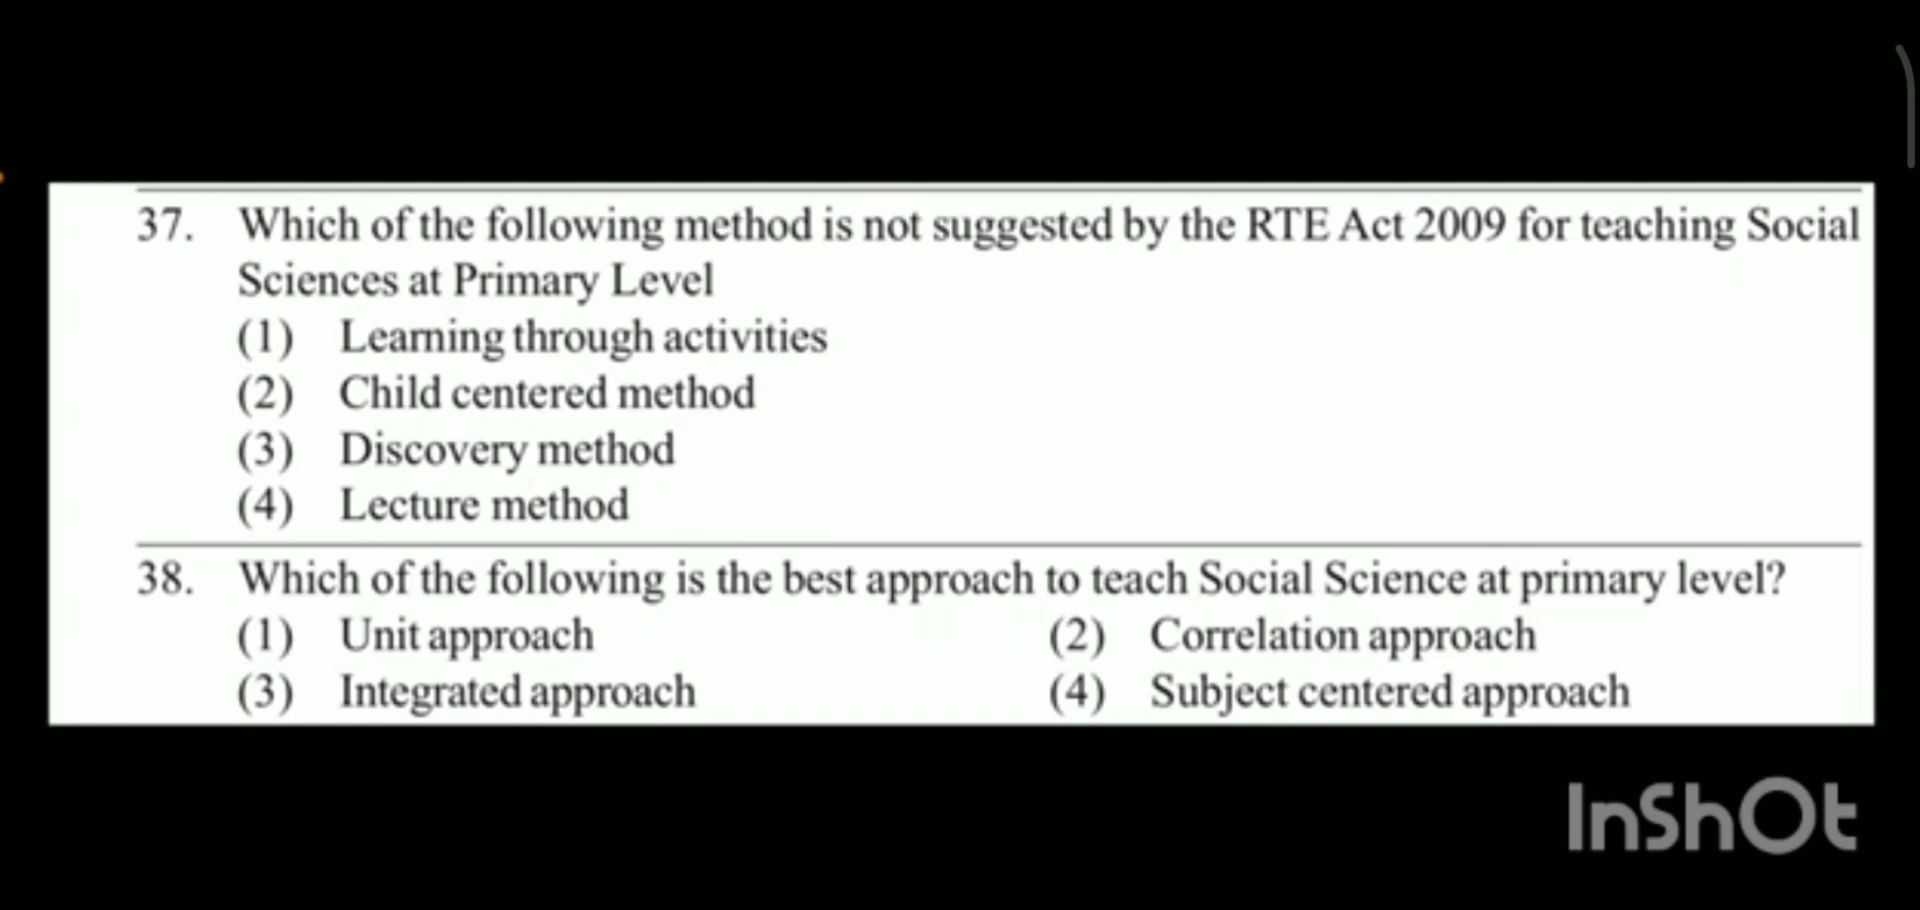 37. Which of the following method is not suggested by the RTE Act 2009 for teaching Social
Sciences at Primary Level
(1) Learning through activities
(2) Child centered method
(3) Discovery method
(4) Lecture method
38. Which of the following is the best approach to teach Social Science at primary level?
(1) Unit approach (2) Correlation approach
(3) Integrated approach (4) Subject centered approach
InShOt